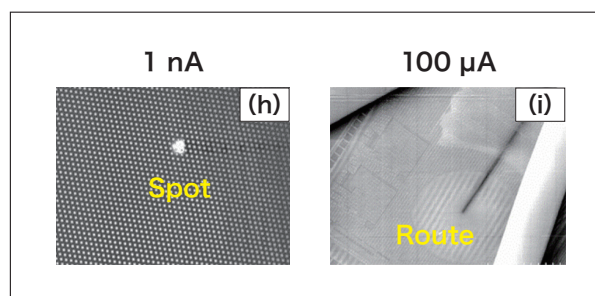 1 nA
100 μA
(h)
(i)
Spot
Route